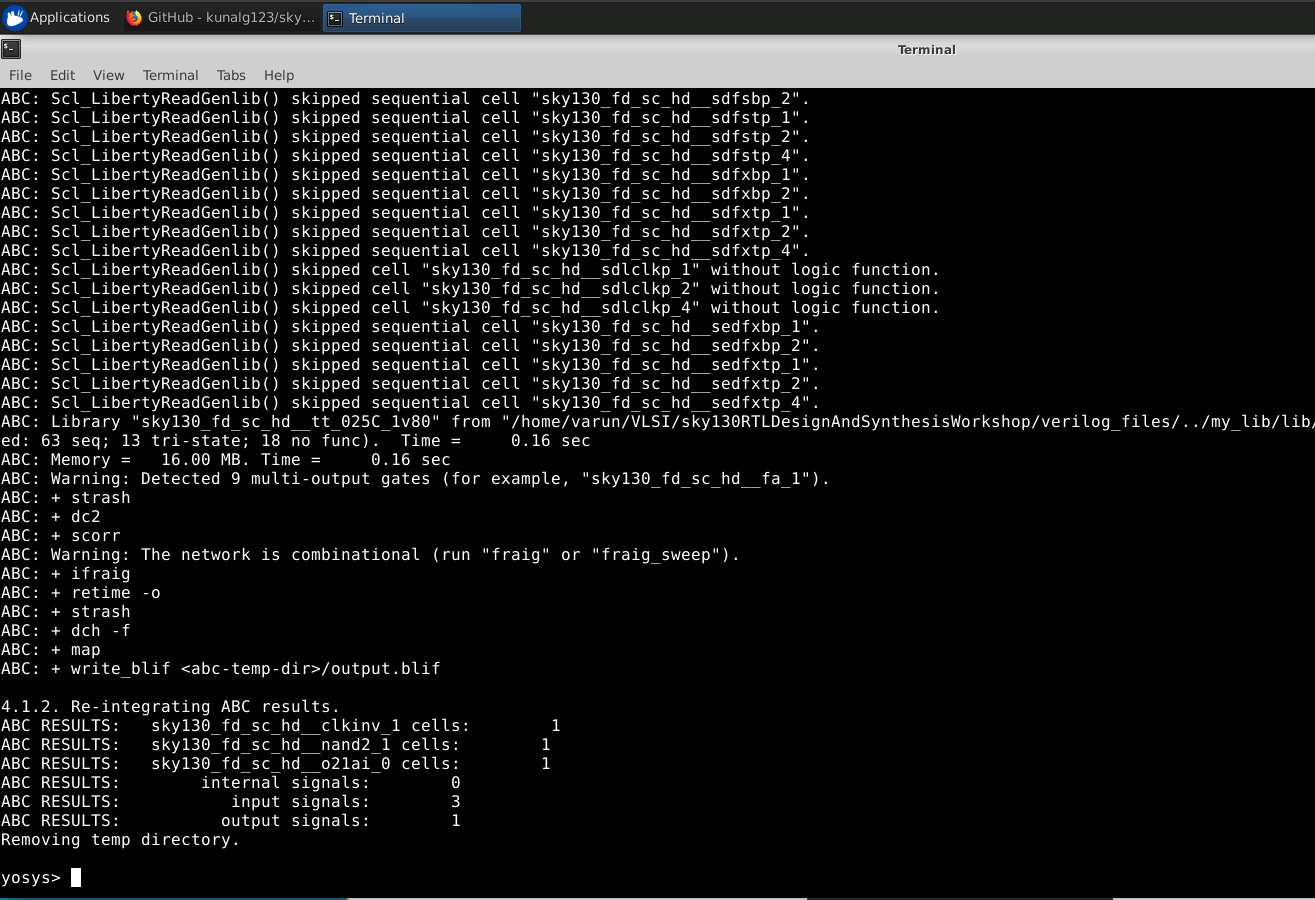 Applications GitHub - kunalg123/sky... Terminal
Terminal
File Edit View Terminal Tabs Help
ABC: Scl_LibertyReadGenlib() skipped sequential cell "sky130_fd_sc_hd__sdfsbp_2".
ABC: Scl_LibertyReadGenlib() skipped sequential cell "sky130_fd_sc_hd__sdfstp_1".
ABC: Scl_LibertyReadGenlib() skipped sequential cell "sky130_fd_sc_hd__sdfstp_2".
ABC: Scl_LibertyReadGenlib() skipped sequential cell "sky130_fd_sc_hd__sdfstp_4".
ABC: Scl_LibertyReadGenlib() skipped sequential cell "sky130_fd_sc_hd__sdfxbp_1".
ABC: Scl_LibertyReadGenlib() skipped sequential cell "sky130_fd_sc_hd__sdfxbp_2".
ABC: Scl_LibertyReadGenlib() skipped sequential cell "sky130_fd_sc_hd__sdfxtp_1".
ABC: Scl_LibertyReadGenlib() skipped sequential cell "sky130_fd_sc_hd__sdfxtp_2".
ABC: Scl_LibertyReadGenlib() skipped sequential cell "sky130_fd_sc_hd__sdfxtp_4".
ABC: Scl_LibertyReadGenlib() skipped cell "sky130_fd_sc_hd__sdlclkp_1" without logic function.
ABC: Scl_LibertyReadGenlib() skipped cell "sky130_fd_sc_hd__sdlclkp_2" without logic function.
ABC: Scl_LibertyReadGenlib() skipped cell "sky130_fd_sc_hd__sdlclkp_4" without logic function.
ABC: Scl_LibertyReadGenlib() skipped sequential cell "sky130_fd_sc_hd__sedfxbp_1".
ABC: Scl_LibertyReadGenlib() skipped sequential cell "sky130_fd_sc_hd__sedfxbp_2".
ABC: Scl_LibertyReadGenlib() skipped sequential cell "sky130_fd_sc_hd__sedfxtp_1".
ABC: Scl_LibertyReadGenlib() skipped sequential cell "sky130_fd_sc_hd__sedfxtp_2".
ABC: Scl_LibertyReadGenlib() skipped sequential cell "sky130_fd_sc_hd__sedfxtp_4".
ABC: Library "sky130_fd_sc_hd__tt_025C_1v80" from "/home/varun/VLSI/sky130RTLDesignAndSynthesisWorkshop/verilog_files/../my_lib/lib/
ed: 63 seq; 13 tri-state; 18 no func).  Time =     0.16 sec
ABC: Memory =   16.00 MB. Time =     0.16 sec
ABC: Warning: Detected 9 multi-output gates (for example, "sky130_fd_sc_hd__fa_1").
ABC: + strash
ABC: + dc2
ABC: + scorr
ABC: Warning: The network is combinational (run "fraig" or "fraig_sweep").
ABC: + ifraig
ABC: + retime -o
ABC: + strash
ABC: + dch -f
ABC: + map
ABC: + write_blif <abc-temp-dir>/output.blif
4.1.2. Re-integrating ABC results.
ABC RESULTS:   sky130_fd_sc_hd__clkinv_1 cells:        1
ABC RESULTS:   sky130_fd_sc_hd__nand2_1 cells:        1
ABC RESULTS:   sky130_fd_sc_hd__o21ai_0 cells:        1
ABC RESULTS:        internal signals:        0
ABC RESULTS:           input signals:        3
ABC RESULTS:          output signals:        1
Removing temp directory.
yosys>